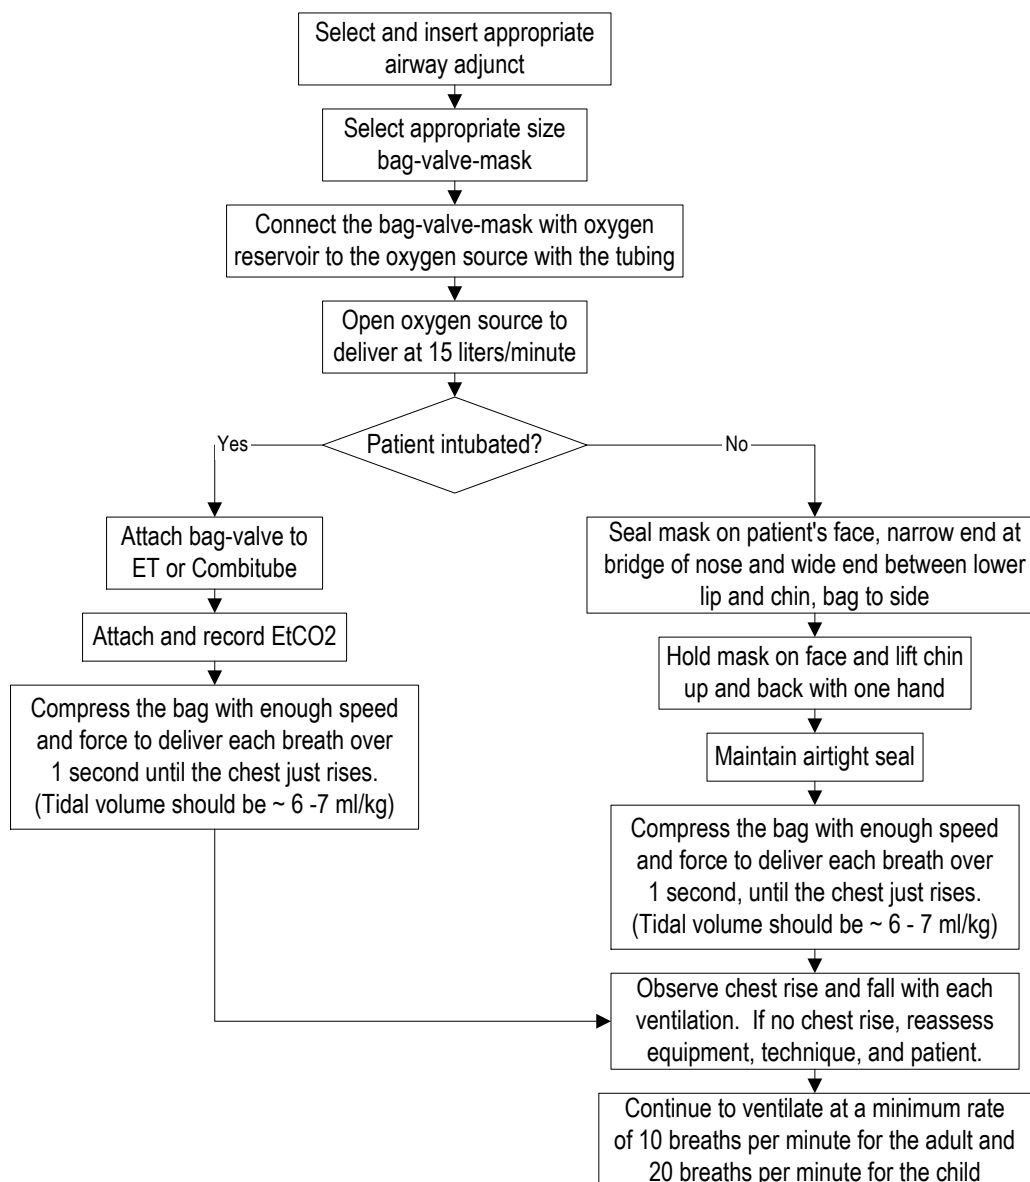 Select and insert appropriate
airway adjunct
Select appropriate size
bag-valve-mask
Connect the bag-valve-mask with oxygen
reservoir to the oxygen source with the tubing
Open oxygen source to
deliver at 15 liters/minute
Patient intubated?
Yes
No
Attach bag-valve to
ET or Combitube
Attach and record EtCO2
Compress the bag with enough speed
and force to deliver each breath over
1 second until the chest just rises.
(Tidal volume should be ~ 6 -7 ml/kg)
Seal mask on patient's face, narrow end at
bridge of nose and wide end between lower
lip and chin, bag to side
Hold mask on face and lift chin
up and back with one hand
Maintain airtight seal
Compress the bag with enough speed
and force to deliver each breath over
1 second, until the chest just rises.
(Tidal volume should be ~ 6 - 7 ml/kg)
Observe chest rise and fall with each
ventilation.  If no chest rise, reassess
equipment, technique, and patient.
Continue to ventilate at a minimum rate
of 10 breaths per minute for the adult and
20 breaths per minute for the child